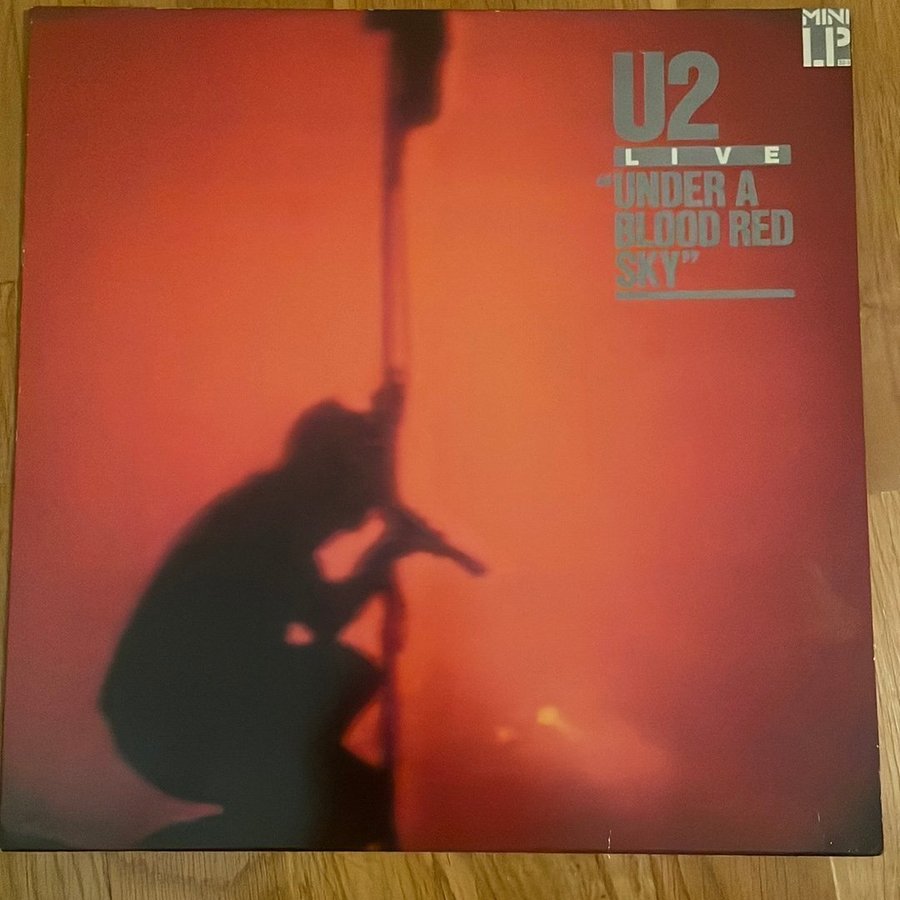 MINI
LP
U2
LIVE
“UNDER A
BLOOD RED
SKY”